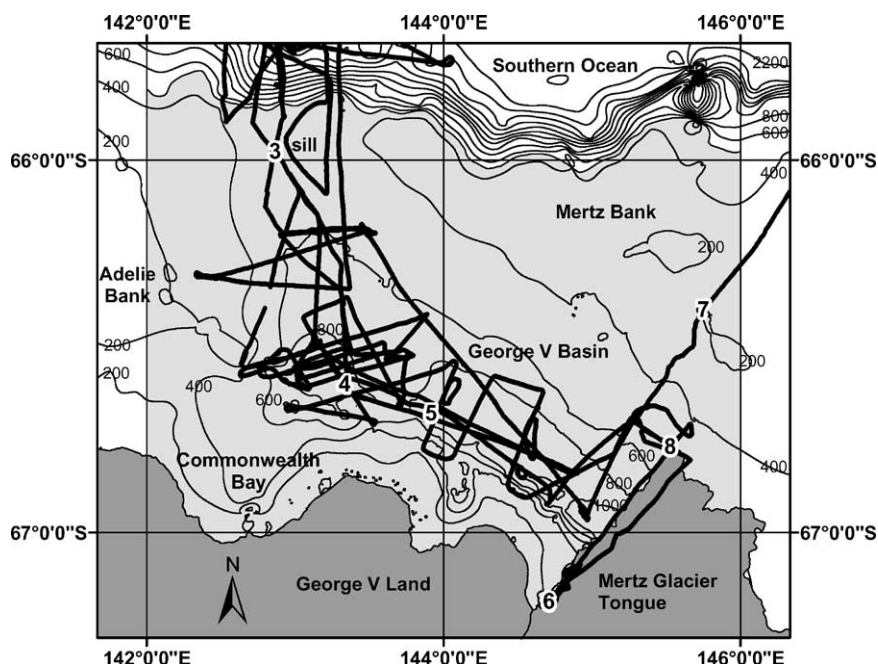 142°0'0"E 144°0'0"E 146°0'0"E
600
Southern Ocean
2200
400
800
600
200
3
sill
400
66°0'0"S
66°0'0"S
Mertz Bank
200
Adelie
Bank
7
200
800
200
George V Basin
200
400
4
600
5
8
Commonwealth
Bay
600
400
800
1000
67°0'0"S
67°0'0"S
N
George V Land
6
Mertz Glacier
Tongue
142°0'0"E 144°0'0"E 146°0'0"E